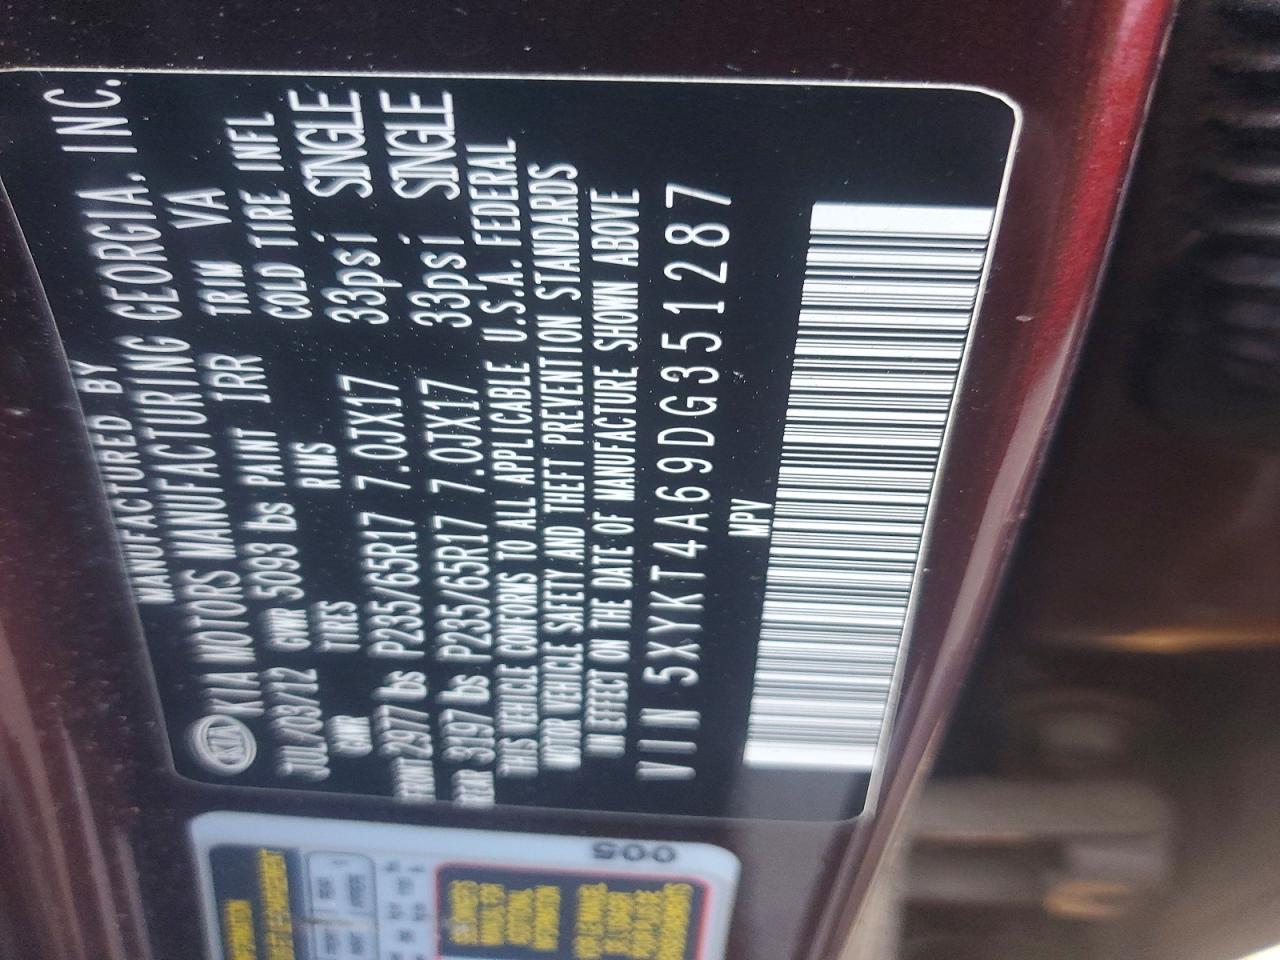 MANUFACTURED BY
KIA KIA MOTORS MANUFACTURING GEORGIA, INC.
JUL/03/12 GVWR 5093 lbs PAINT IRR TRIM VA
GAWR TIRES RIMS COLD TIRE INFL
FRONT 2977 lbs P235/65R17 7.0JX17 33psi SINGLE
REAR 3197 lbs P235/65R17 7.0JX17 33psi SINGLE
THIS VEHICLE CONFORMS TO ALL APPLICABLE U.S.A. FEDERAL
MOTOR VEHICLE SAFETY AND THEFT PREVENTION STANDARDS
IN EFFECT ON THE DATE OF MANUFACTURE SHOWN ABOVE
VIN 5XYKT4A69DG351287
MPV
005
INFORMATION